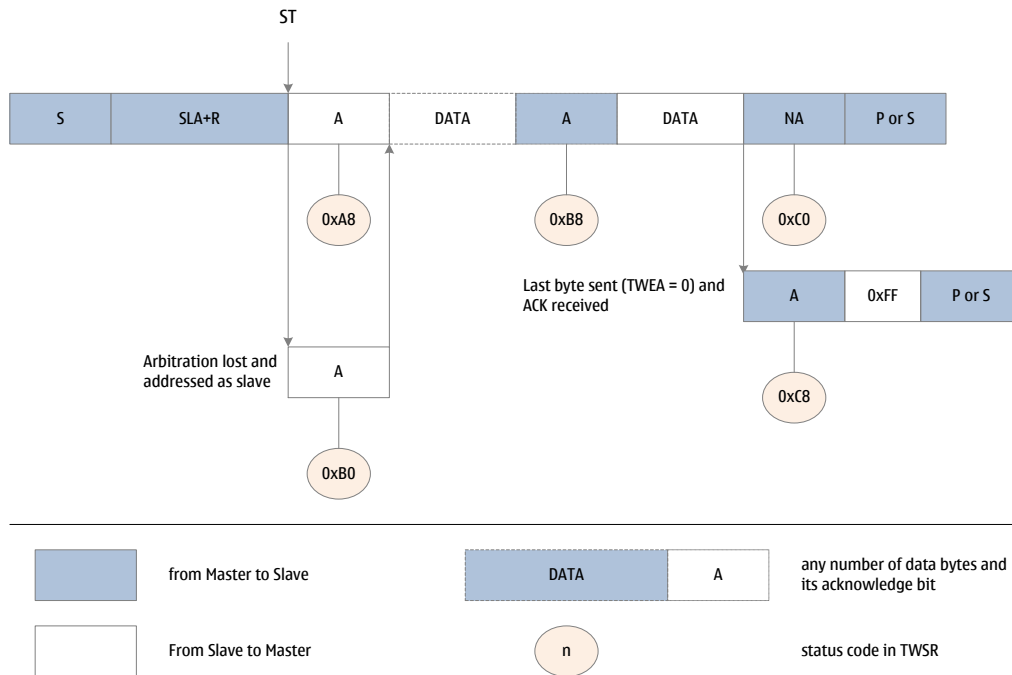 ST
S
SLA+R
A
DATA
A
DATA
NA
P or S
0xA8
0xB8
0xC0
Last byte sent (TWEA = 0) and
ACK received
A
0xFF
P or S
Arbitration lost and
addressed as slave
A
0xC8
0xB0
from Master to Slave
DATA
A
any number of data bytes and
its acknowledge bit
From Slave to Master
n
status code in TWSR